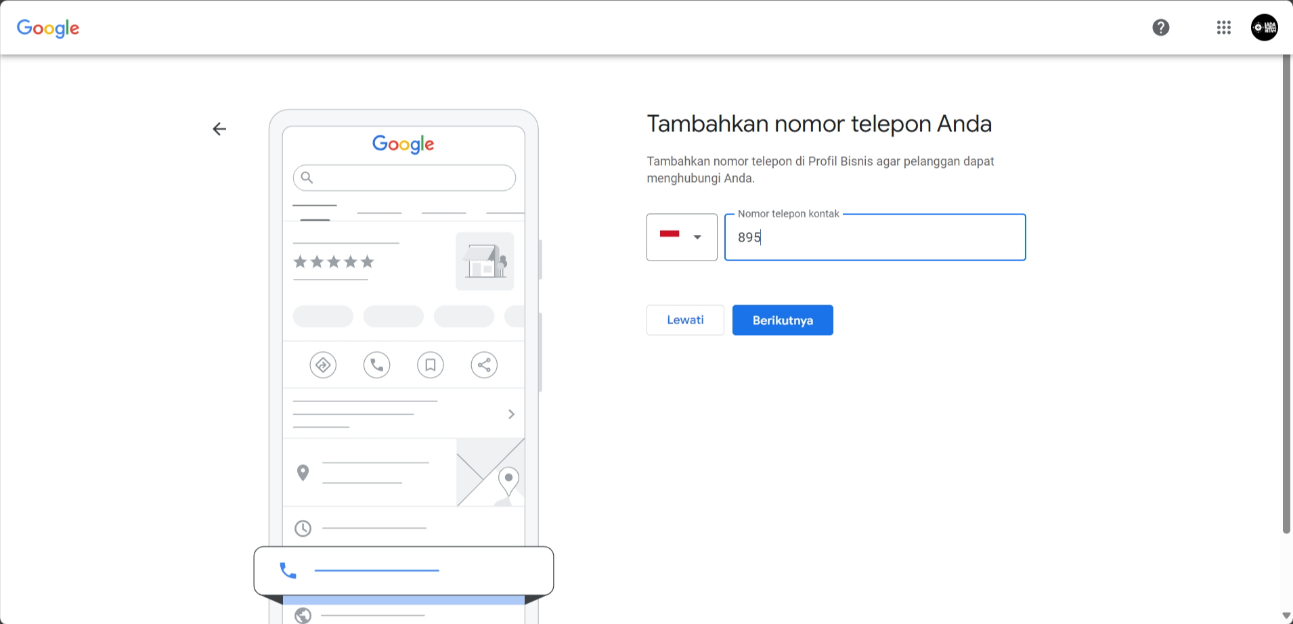 Google
Google
Tambahkan nomor telepon Anda
Tambahkan nomor telepon di Profil Bisnis agar pelanggan dapat
menghubungi Anda.
Nomor telepon kontak
895
Lewati
Berikutnya